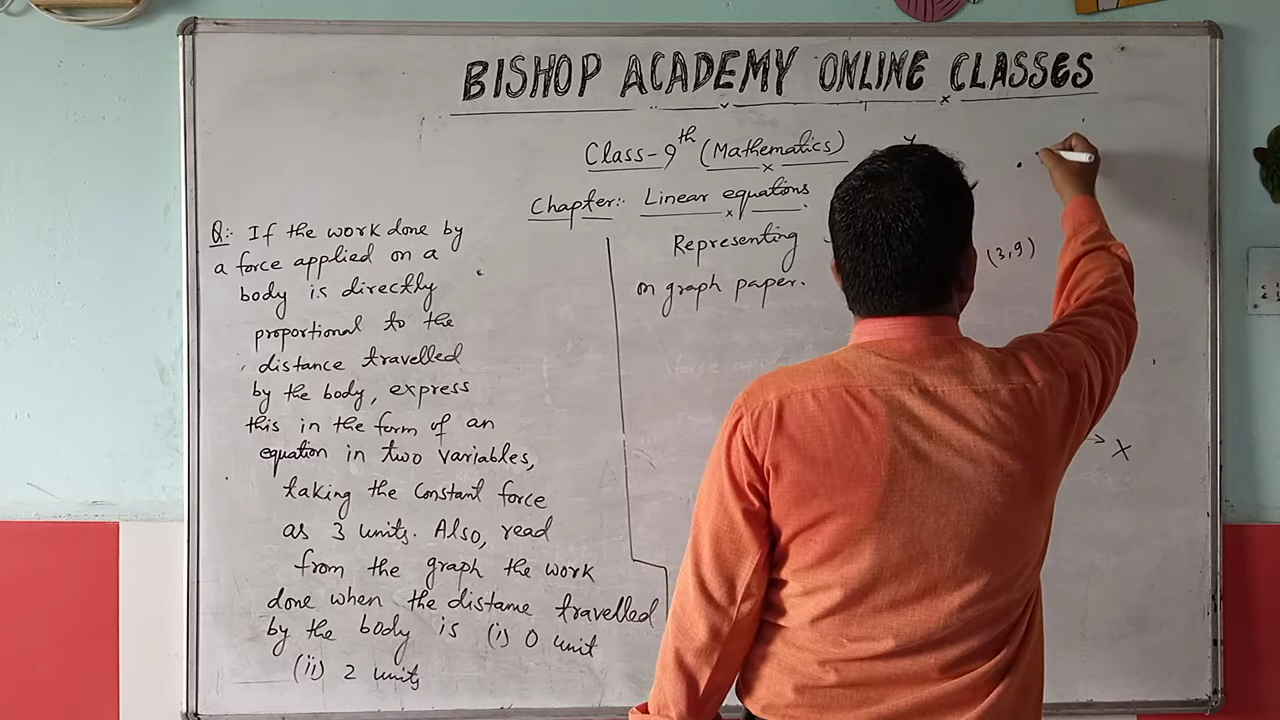 BISHOP ACADEMY ONLINE CLASSES
Class-9th (Mathematics)
Chapter:- Linear equations
Representing
on graph paper.
Q:- If the work done by
a force applied on a
body is directly
proportional to the
distance travelled
by the body, express
this in the form of an
equation in two variables,
taking the constant force
as 3 units. Also, read
from the graph the work
done when the distance travelled
by the body is (i) 0 unit
(ii) 2 units
Y
(3,9)
X